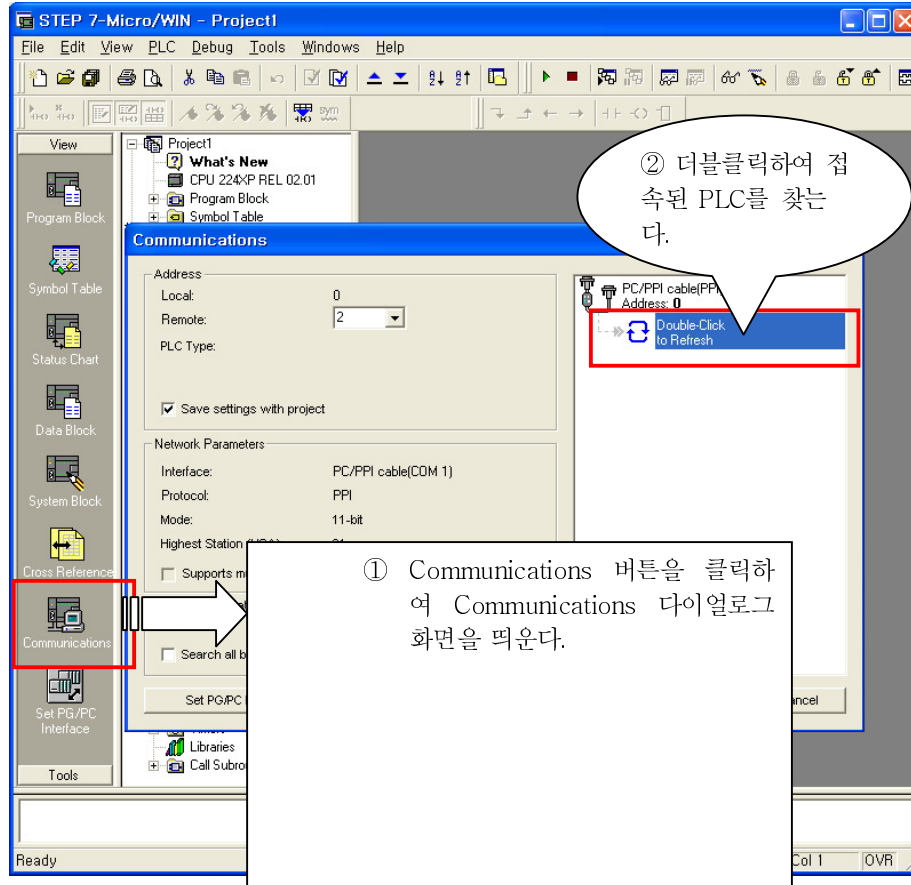 STEP 7-Micro/WIN - Project1
File Edit View PLC Debug Tools Windows Help
sym
View
Program Block
Symbol Table
Status Chart
Data Block
System Block
Cross Reference
Communications
Set PG/PC
Interface
Tools
Project1
What's New
CPU 224XP REL 02.01
Program Block
Symbol Table
② 더블클릭하여 접
속된 PLC를 찾는
다.
Communications
Address
Local: 0
Remote: 2
PLC Type:
Save settings with project
PC/PPI cable(PP
Address: 0
Double-Click
to Refresh
Network Parameters
Interface: PC/PPI cable(COM 1)
Protocol: PPI
Mode: 11-bit
Highest Station
Supports m
Search all b
Set PG/PC
ncel
① Communications 버튼을 클릭하
여 Communications 다이얼로그
화면을 띄운다.
Libraries
Call Subro
Ready
Col 1 OVR